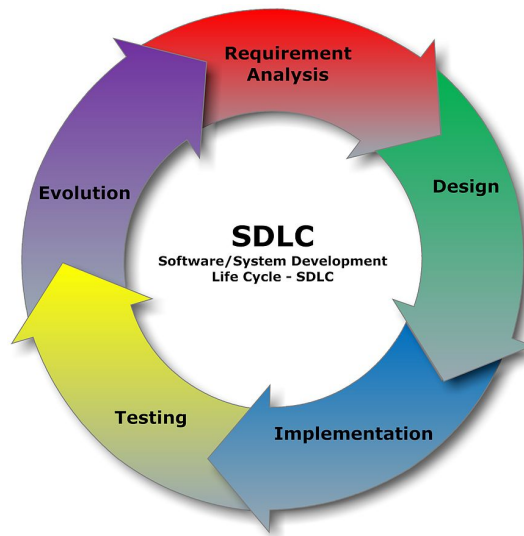 Requirement
Analysis
Design
Evolution
SDLC
Software/System Development
Life Cycle - SDLC
Testing
Implementation